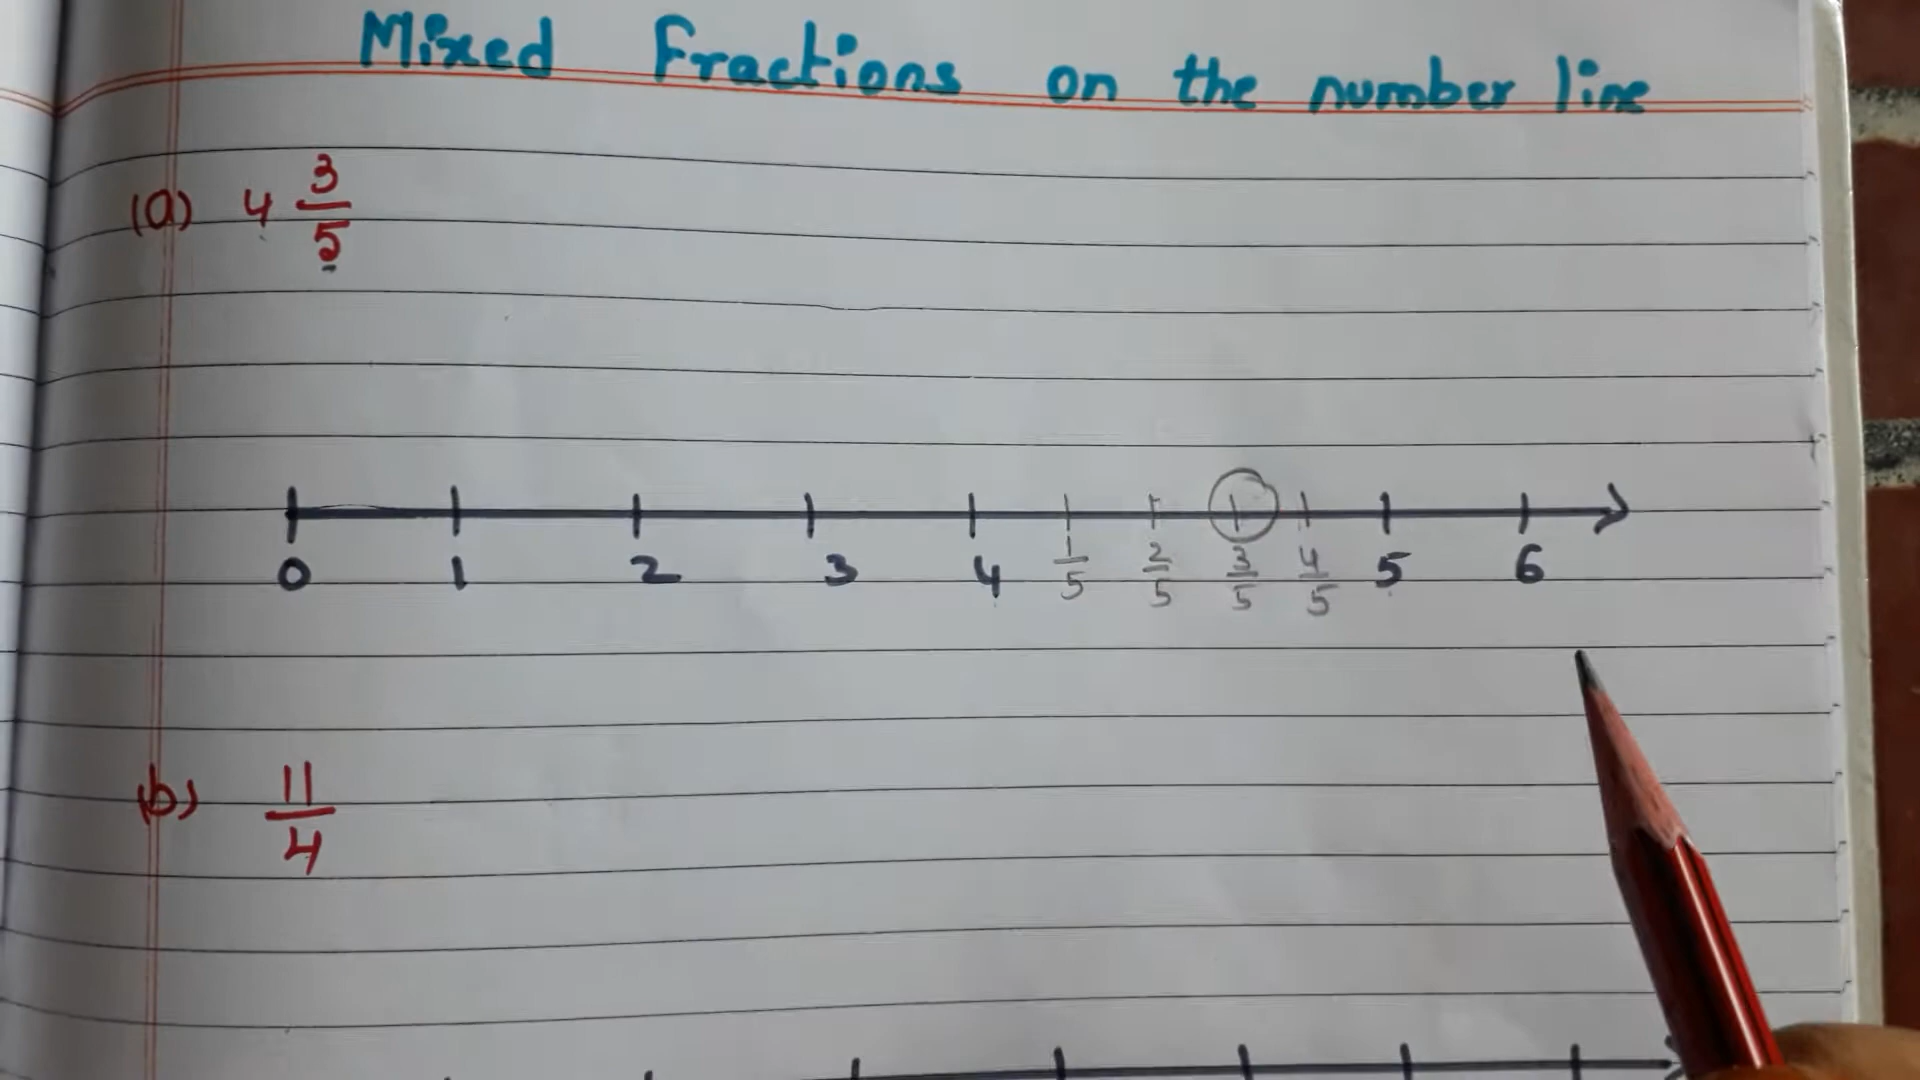 Mixed Fractions on the number line
(a) 4 3/5
0 1 2 3 4 1/5 2/5 3/5 4/5 5 6
(b) 11/4